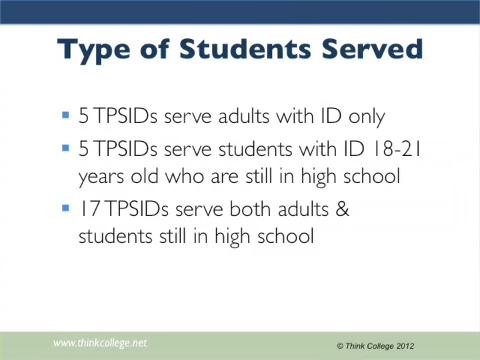 Type of Students Served
5 TPSIDs serve adults with ID only
5 TPSIDs serve students with ID 18-21
years old who are still in high school
17 TPSIDs serve both adults &
students still in high school
www.thinkcollege.net
© Think College 2012